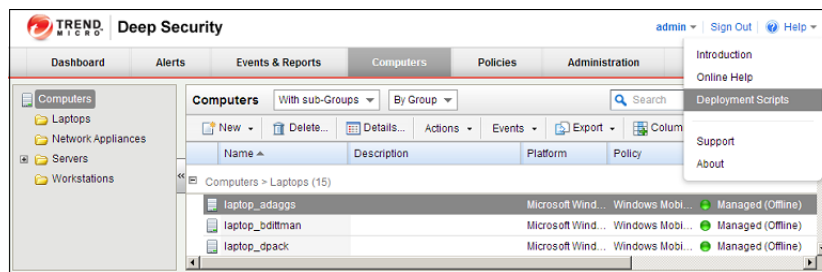 TREND MICRO Deep Security
admin Sign Out Help
Dashboard Alerts Events & Reports Computers Policies Administration
Introduction
Online Help
Deployment Scripts
Support
About
Computers
Laptops
Network Appliances
Servers
Workstations
Computers With sub-Groups By Group Search
New Delete... Details... Actions Events Export Colum
Name Description Platform Policy
Computers > Laptops (15)
laptop_adaggs Microsoft Wind... Windows Mobi... Managed (Offline)
laptop_bdittman Microsoft Wind... Windows Mobi... Managed (Offline)
laptop_dpack Microsoft Wind... Windows Mobi... Managed (Offline)